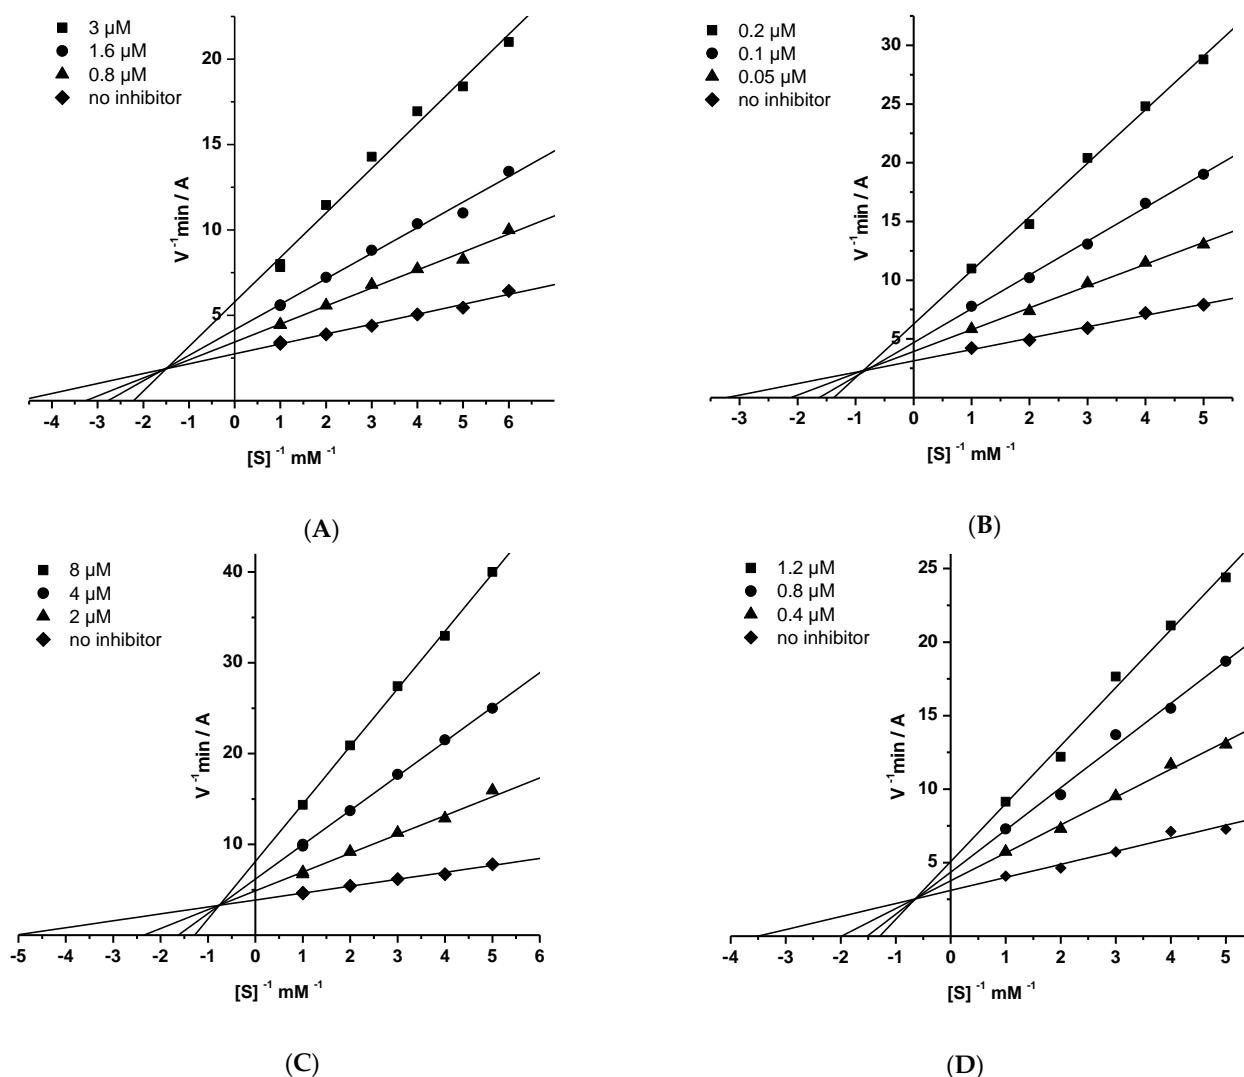 3 µM
1.6 µM
0.8 µM
no inhibitor
20
15
10
5
V⁻¹min / A
-4 -3 -2 -1 0 1 2 3 4 5 6
[S] ⁻¹ mM ⁻¹
(A)
0.2 µM
0.1 µM
0.05 µM
no inhibitor
30
25
20
15
10
5
V⁻¹min / A
-3 -2 -1 0 1 2 3 4 5
[S] ⁻¹ mM ⁻¹
(B)
8 µM
4 µM
2 µM
no inhibitor
40
30
20
10
V⁻¹min / A
-5 -4 -3 -2 -1 0 1 2 3 4 5 6
[S] ⁻¹ mM ⁻¹
(C)
1.2 µM
0.8 µM
0.4 µM
no inhibitor
25
20
15
10
5
V⁻¹min / A
-4 -3 -2 -1 0 1 2 3 4 5
[S] ⁻¹ mM ⁻¹
(D)